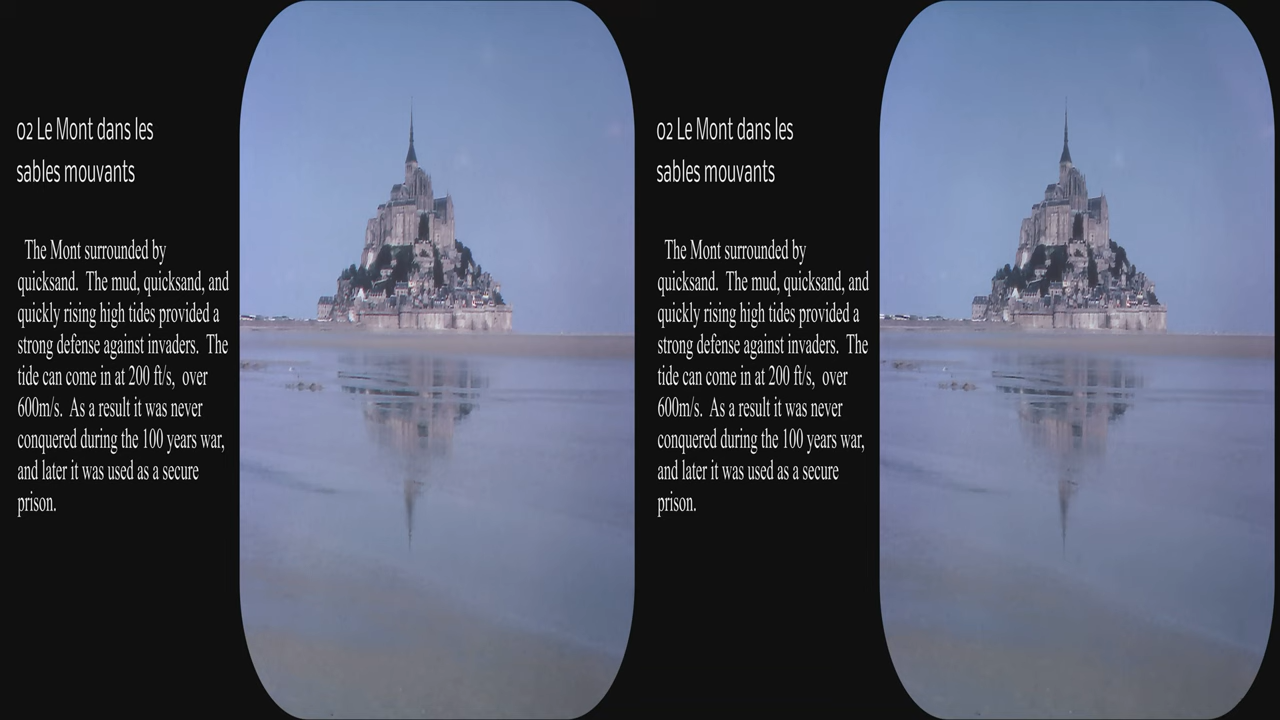 02 Le Mont dans les
sables mouvants
The Mont surrounded by
quicksand.  The mud, quicksand, and
quickly rising high tides provided a
strong defense against invaders.  The
tide can come in at 200 ft/s,  over
600m/s.  As a result it was never
conquered during the 100 years war,
and later it was used as a secure
prison.
02 Le Mont dans les
sables mouvants
The Mont surrounded by
quicksand.  The mud, quicksand, and
quickly rising high tides provided a
strong defense against invaders.  The
tide can come in at 200 ft/s,  over
600m/s.  As a result it was never
conquered during the 100 years war,
and later it was used as a secure
prison.